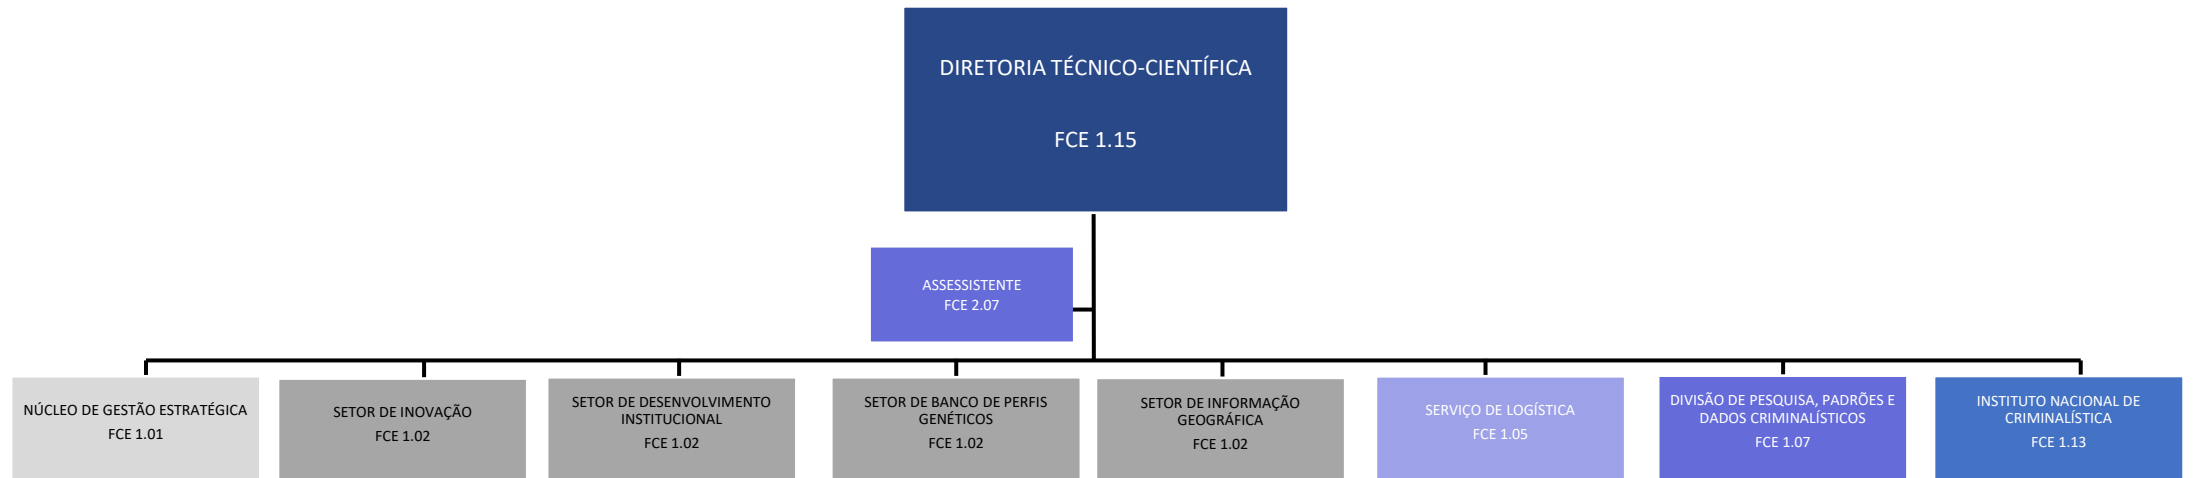 DIRETORIA TÉCNICO-CIENTÍFICA
FCE 1.15
ASSESSISTENTE
FCE 2.07
NÚCLEO DE GESTÃO ESTRATÉGICA
FCE 1.01
SETOR DE INOVAÇÃO
FCE 1.02
SETOR DE DESENVOLVIMENTO
INSTITUCIONAL
FCE 1.02
SETOR DE BANCO DE PERFIS
GENÉTICOS
FCE 1.02
SETOR DE INFORMAÇÃO
GEOGRÁFICA
FCE 1.02
SERVIÇO DE LOGÍSTICA
FCE 1.05
DIVISÃO DE PESQUISA, PADRÕES E
DADOS CRIMINALÍSTICOS
FCE 1.07
INSTITUTO NACIONAL DE
CRIMINALÍSTICA
FCE 1.13